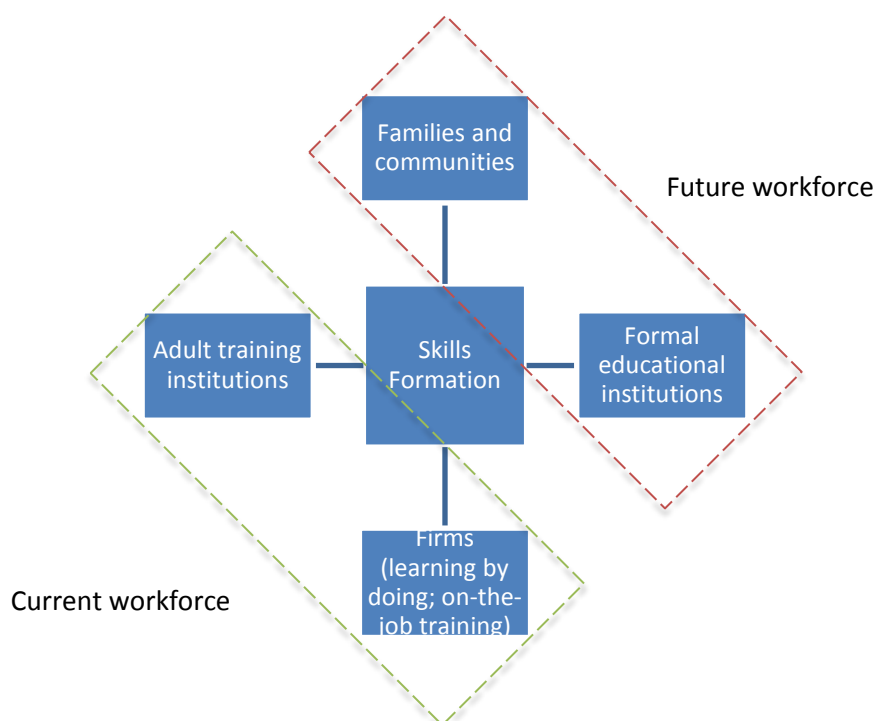 Families and
communities
Future workforce
Adult training
institutions
Skills
Formation
Formal
educational
institutions
Firms
(learning by
doing; on-the-
job training)
Current workforce